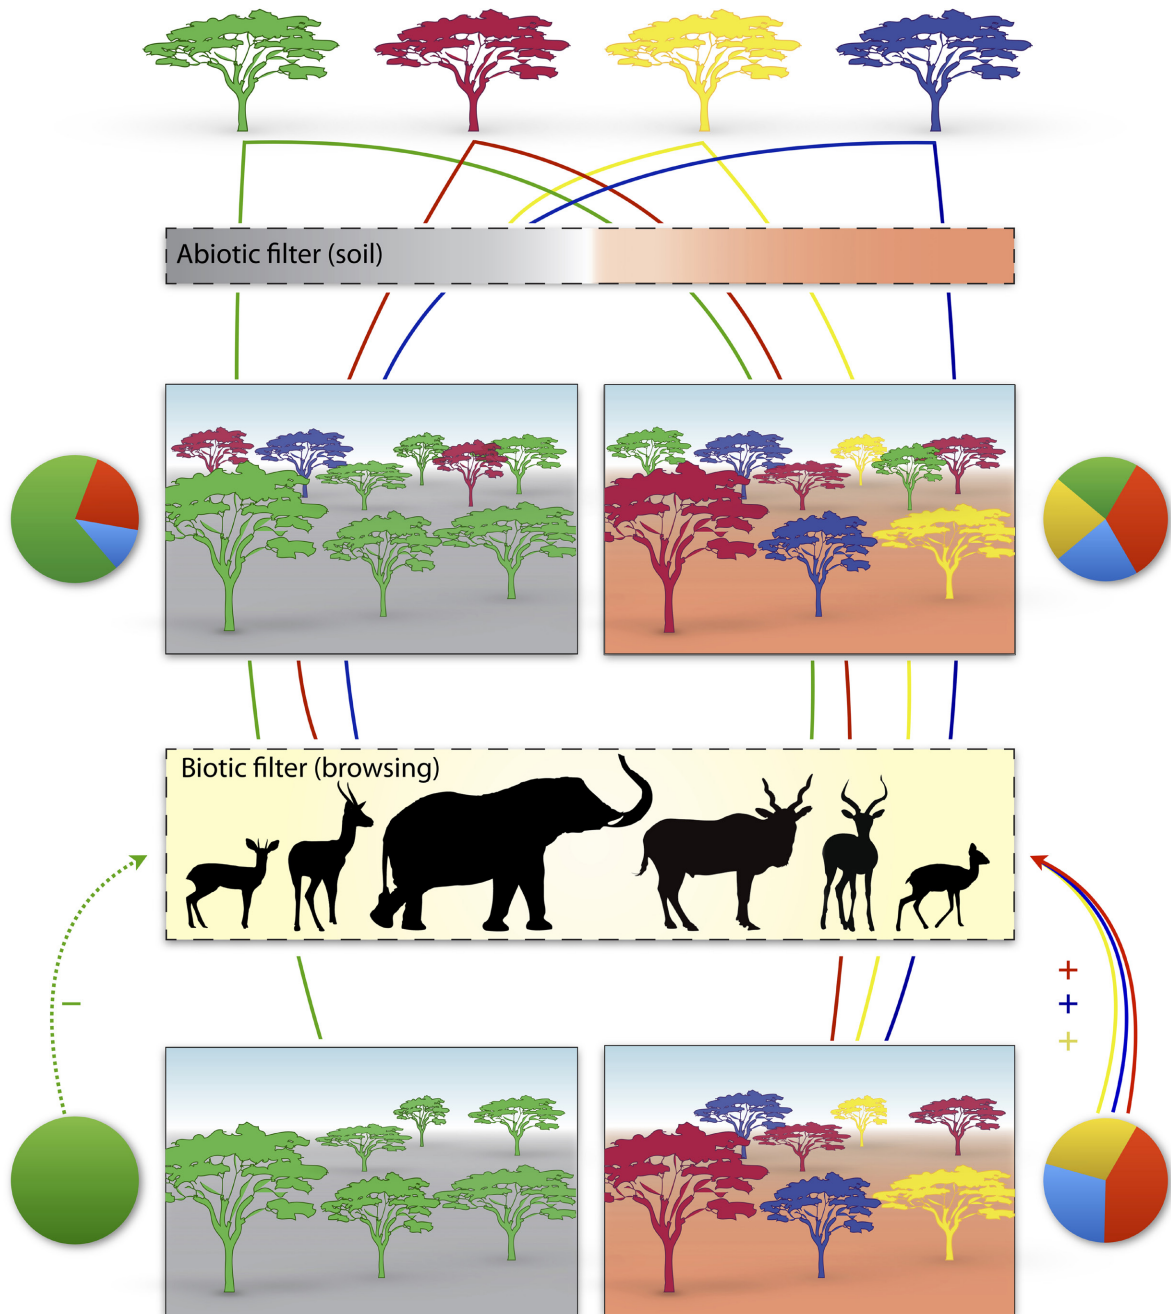 Abiotic filter (soil)
Biotic filter (browsing)
–
+
+
+